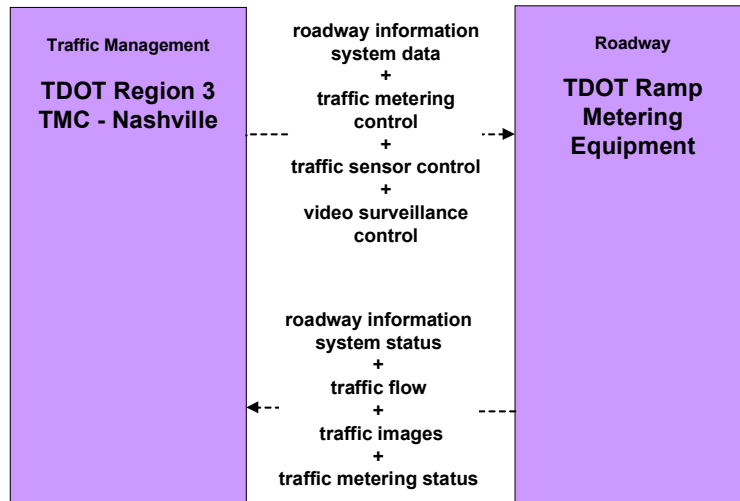 Traffic Management
TDOT Region 3
TMC - Nashville
roadway information
system data
+
traffic metering
control
+
traffic sensor control
+
video surveillance
control
Roadway
TDOT Ramp
Metering
Equipment
roadway information
system status
+
traffic flow
+
traffic images
+
traffic metering status